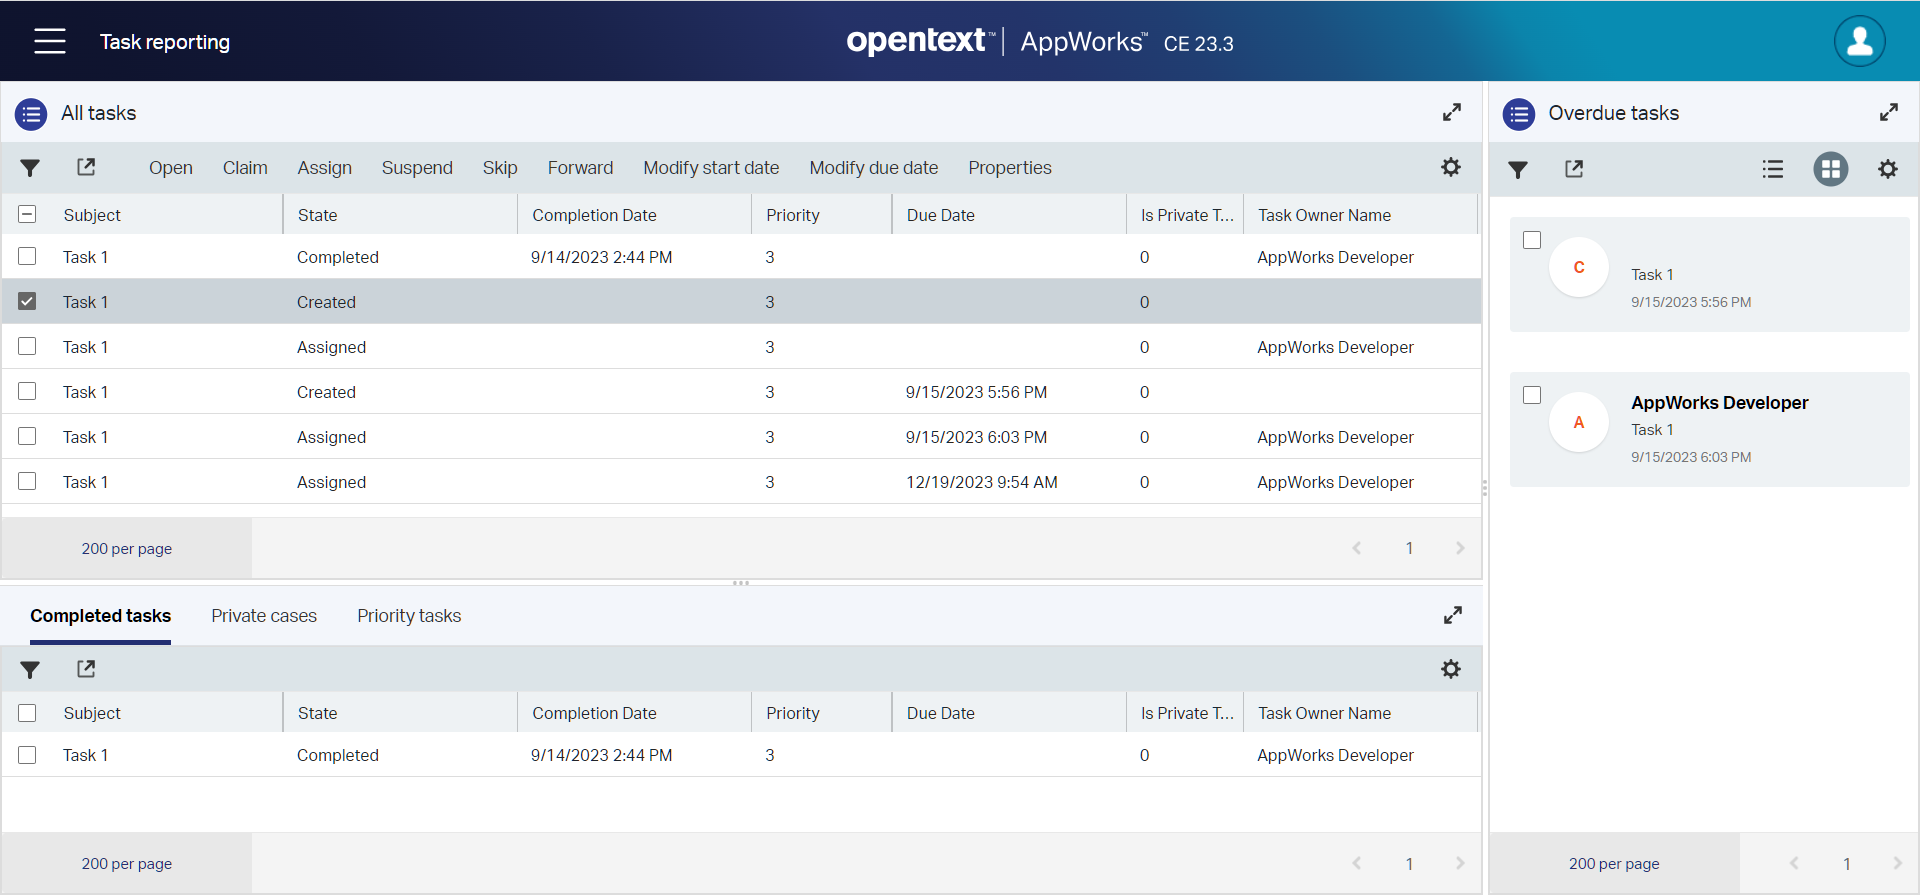 Task reporting
opentext™ | AppWorks™ CE 23.3
All tasks
Open Claim Assign Suspend Skip Forward Modify start date Modify due date Properties
Subject State Completion Date Priority Due Date Is Private T... Task Owner Name
Task 1 Completed 9/14/2023 2:44 PM 3 0 AppWorks Developer
Task 1 Created 3 0
Task 1 Assigned 3 0 AppWorks Developer
Task 1 Created 3 9/15/2023 5:56 PM 0
Task 1 Assigned 3 9/15/2023 6:03 PM 0 AppWorks Developer
Task 1 Assigned 3 12/19/2023 9:54 AM 0 AppWorks Developer
200 per page 1
Completed tasks Private cases Priority tasks
Subject State Completion Date Priority Due Date Is Private T... Task Owner Name
Task 1 Completed 9/14/2023 2:44 PM 3 0 AppWorks Developer
200 per page 1
Overdue tasks
C
Task 1
9/15/2023 5:56 PM
A
AppWorks Developer
Task 1
9/15/2023 6:03 PM
200 per page 1